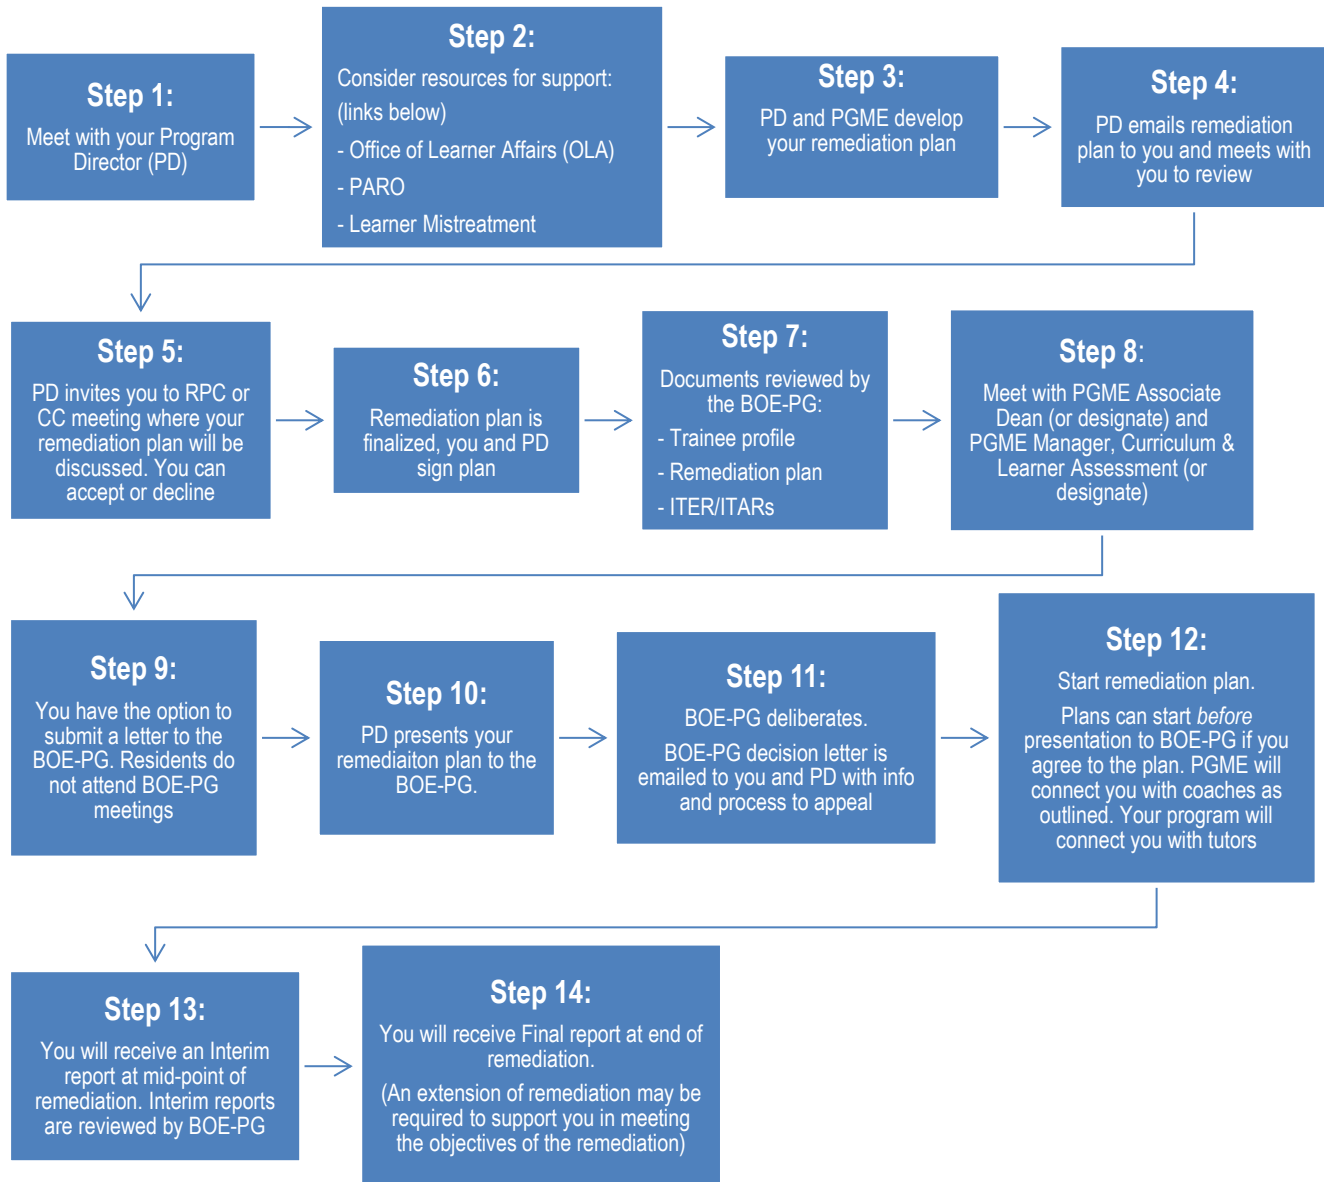 Step 1:
Meet with your Program
Director (PD)
Step 2:
Consider resources for support:
(links below)
- Office of Learner Affairs (OLA)
- PARO
- Learner Mistreatment
Step 3:
PD and PGME develop
your remediation plan
Step 4:
PD emails remediation
plan to you and meets with
you to review
Step 5:
PD invites you to RPC or
CC meeting where your
remediation plan will be
discussed. You can
accept or decline
Step 6:
Remediation plan is
finalized, you and PD
sign plan
Step 7:
Documents reviewed by
the BOE-PG:
- Trainee profile
- Remediation plan
- ITER/ITARs
Step 8:
Meet with PGME Associate
Dean (or designate) and
PGME Manager, Curriculum &
Learner Assessment (or
designate)
Step 9:
You have the option to
submit a letter to the
BOE-PG. Residents do
not attend BOE-PG
meetings
Step 10:
PD presents your
remediaiton plan to the
BOE-PG.
Step 11:
BOE-PG deliberates.
BOE-PG decision letter is
emailed to you and PD with info
and process to appeal
Step 12:
Start remediation plan.
Plans can start before
presentation to BOE-PG if you
agree to the plan. PGME will
connect you with coaches as
outlined. Your program will
connect you with tutors
Step 13:
You will receive an Interim
report at mid-point of
remediation. Interim reports
are reviewed by BOE-PG
Step 14:
You will receive Final report at end of
remediation.
(An extension of remediation may be
required to support you in meeting
the objectives of the remediation)